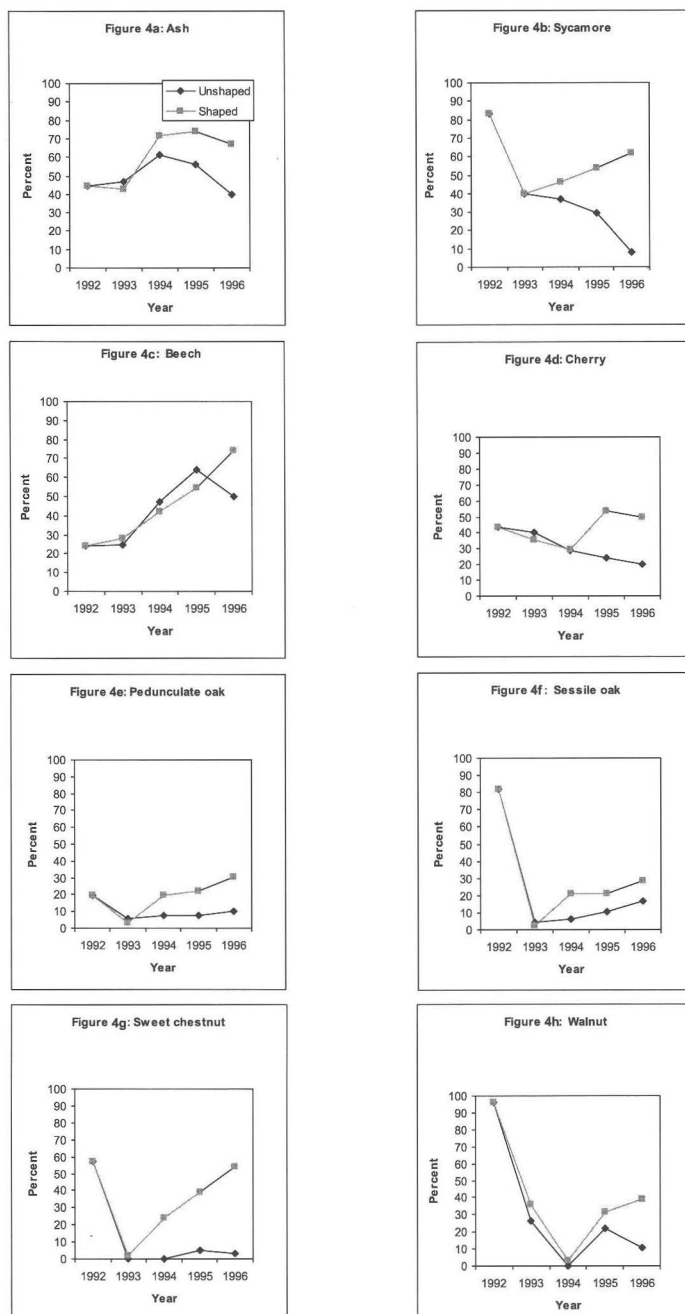 Figure 4a: Ash
100
90
80
70
60
50
40
30
20
10
0
Percent
Unshaped
Shaped
1992 1993 1994 1995 1996
Year
Figure 4b: Sycamore
100
90
80
70
60
50
40
30
20
10
0
Percent
1992 1993 1994 1995 1996
Year
Figure 4c: Beech
100
90
80
70
60
50
40
30
20
10
0
Percent
1992 1993 1994 1995 1996
Year
Figure 4d: Cherry
100
90
80
70
60
50
40
30
20
10
0
Percent
1992 1993 1994 1995 1996
Year
Figure 4e: Pedunculate oak
100
90
80
70
60
50
40
30
20
10
0
Percent
1992 1993 1994 1995 1996
Year
Figure 4f: Sessile oak
100
90
80
70
60
50
40
30
20
10
0
Percent
1992 1993 1994 1995 1996
Year
Figure 4g: Sweet chestnut
100
90
80
70
60
50
40
30
20
10
0
Percent
1992 1993 1994 1995 1996
Year
Figure 4h: Walnut
100
90
80
70
60
50
40
30
20
10
0
Percent
1992 1993 1994 1995 1996
Year